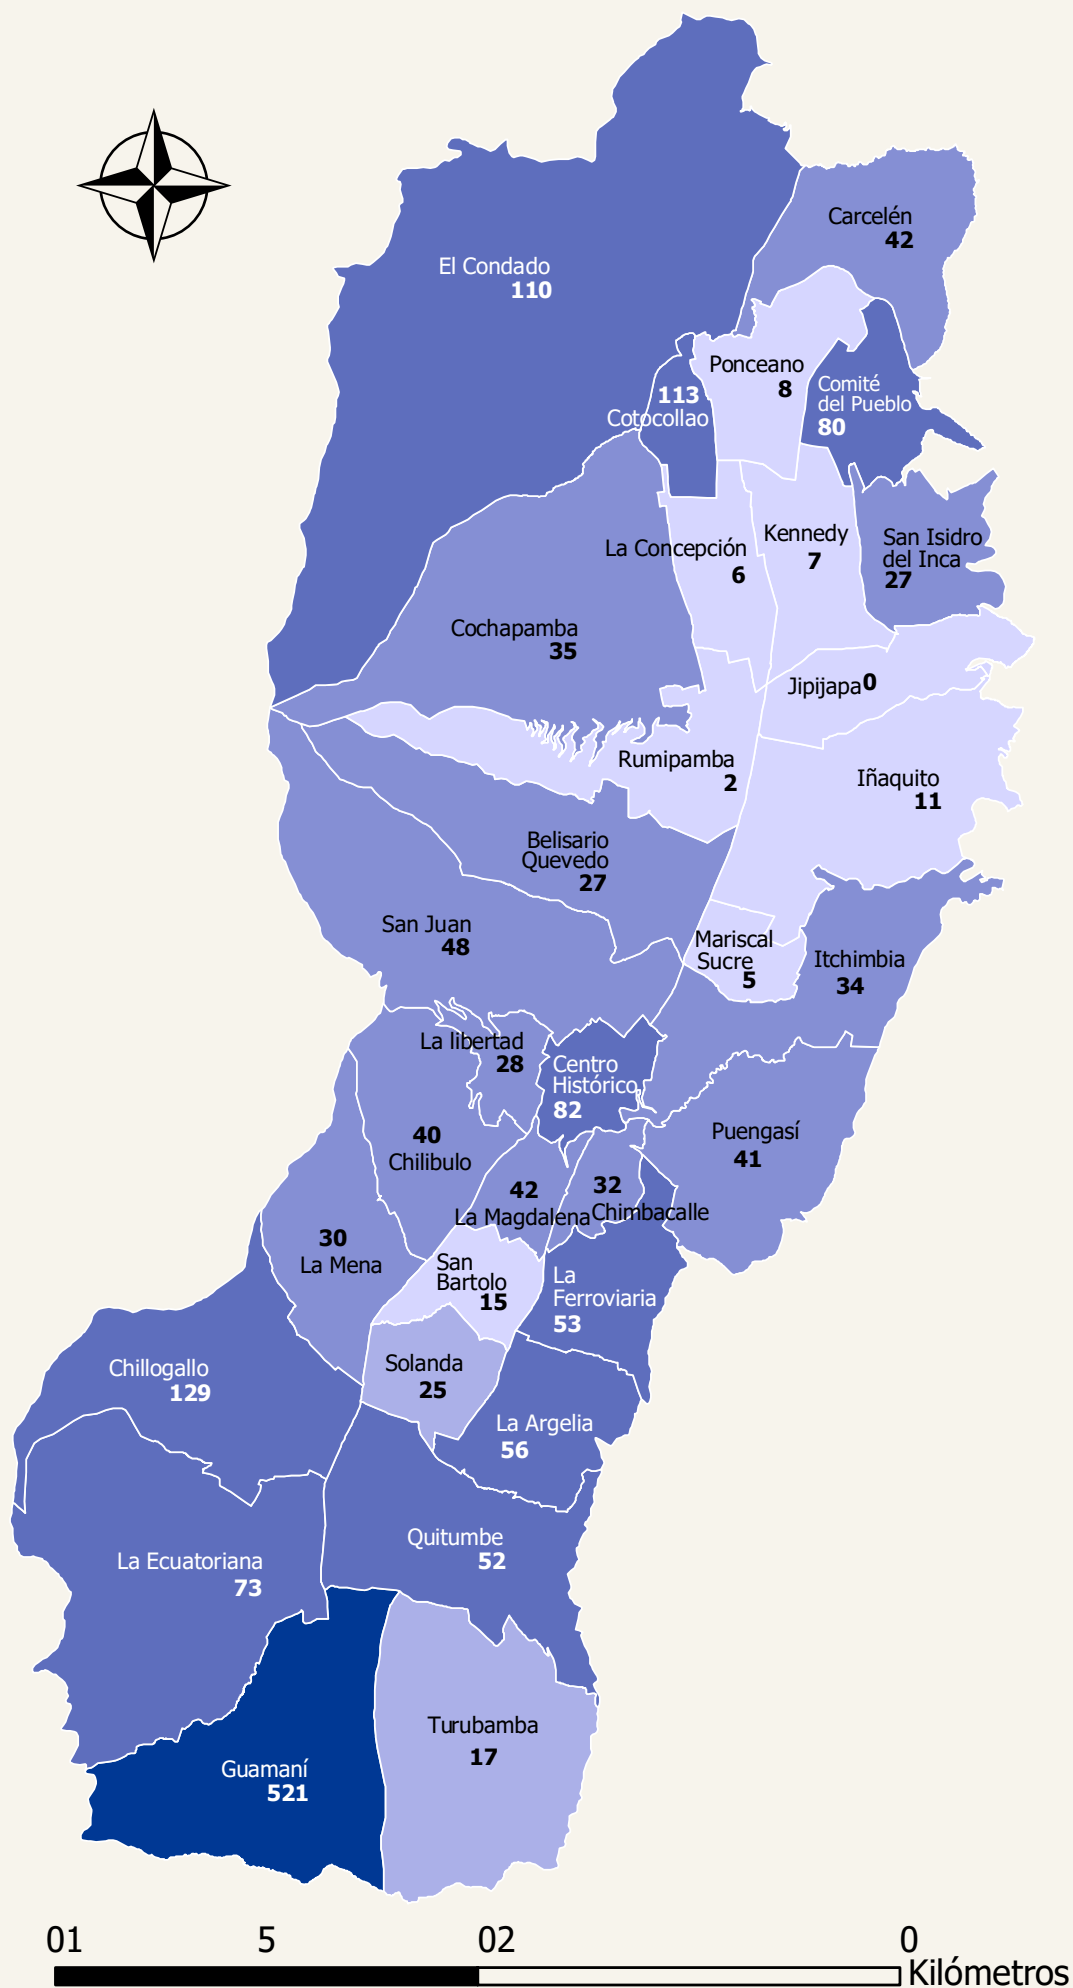 Carcelén
42
El Condado
110
Ponceano
8
Comité
del Pueblo
80
113
Cotocollao
Kennedy
7
San Isidro
del Inca
27
La Concepción
6
Cochapamba
35
Jipijapa 0
Rumipamba
2
Iñaquito
11
Belisario
Quevedo
27
San Juan
48
Mariscal
Sucre
5
Itchimbia
34
La libertad
28
Centro
Histórico
82
Puengasí
41
40
Chilibulo
42
La Magdalena
32
Chimbacalle
30
La Mena
San
Bartolo
15
La
Ferroviaria
53
Solanda
25
Chillogallo
129
La Argelia
56
Quitumbe
52
La Ecuatoriana
73
Turubamba
17
Guamaní
521
01 5 02 0
Kilómetros